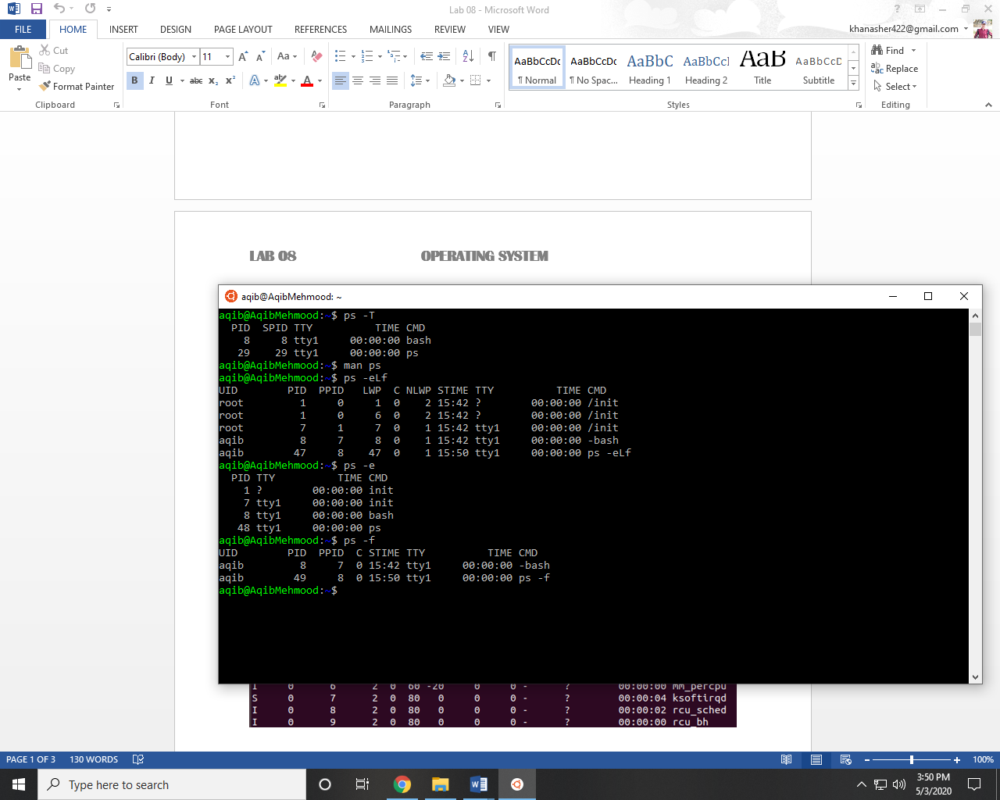 Lab 08 - Microsoft Word
FILE HOME INSERT DESIGN PAGE LAYOUT REFERENCES MAILINGS REVIEW VIEW khanasher422@gmail.com
Paste
Cut
Copy
Format Painter
Clipboard
Calibri (Body) 11
Font
Paragraph
AaBbCcDc AaBbCcDc AaBbC AaBbCcI AaB AaBbCcD
¶ Normal ¶ No Spac... Heading 1 Heading 2 Title Subtitle
Styles
Find
Replace
Select
Editing
LAB 08 OPERATING SYSTEM
aqib@AqibMehmood: ~
aqib@AqibMehmood:~$ ps -T
PID SPID TTY TIME CMD
8 8 tty1 00:00:00 bash
29 29 tty1 00:00:00 ps
aqib@AqibMehmood:~$ man ps
aqib@AqibMehmood:~$ ps -eLf
UID PID PPID LWP C NLWP STIME TTY TIME CMD
root 1 0 1 0 2 15:42 ? 00:00:00 /init
root 1 0 6 0 2 15:42 ? 00:00:00 /init
root 7 1 7 0 1 15:42 tty1 00:00:00 /init
aqib 8 7 8 0 1 15:42 tty1 00:00:00 -bash
aqib 47 8 47 0 1 15:50 tty1 00:00:00 ps -eLf
aqib@AqibMehmood:~$ ps -e
PID TTY TIME CMD
1 ? 00:00:00 init
7 tty1 00:00:00 init
8 tty1 00:00:00 bash
48 tty1 00:00:00 ps
aqib@AqibMehmood:~$ ps -f
UID PID PPID C STIME TTY TIME CMD
aqib 8 7 0 15:42 tty1 00:00:00 -bash
aqib 49 8 0 15:50 tty1 00:00:00 ps -f
aqib@AqibMehmood:~$
I 0 6 2 0 60 -20 0 0 - ? 00:00:00 mm_percpu
S 0 7 2 0 80 0 0 0 - ? 00:00:04 ksoftirqd
I 0 8 2 0 80 0 0 0 - ? 00:00:02 rcu_sched
I 0 9 2 0 80 0 0 0 - ? 00:00:00 rcu_bh
PAGE 1 OF 3 130 WORDS 100%
Type here to search
3:50 PM
5/3/2020